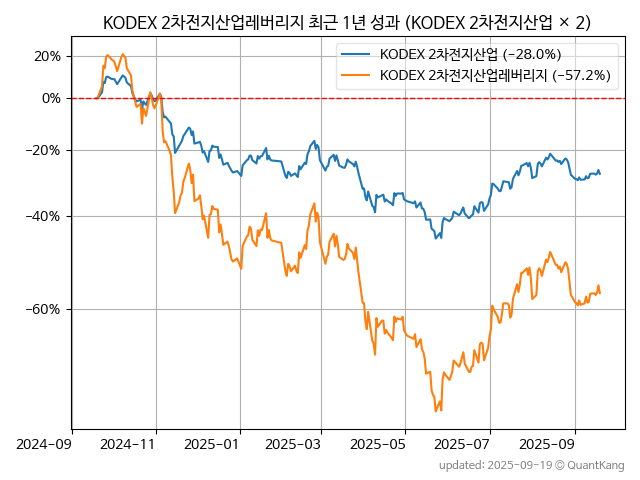 KODEX 2차전지산업레버리지 최근 1년 성과 (KODEX 2차전지산업 × 2)
KODEX 2차전지산업 (−28.0%)
KODEX 2차전지산업레버리지 (−57.2%)
20%
0%
−20%
−40%
−60%
2024−09 2024−11 2025−01 2025−03 2025−05 2025−07 2025−09
updated: 2025−09−19 © QuantKang